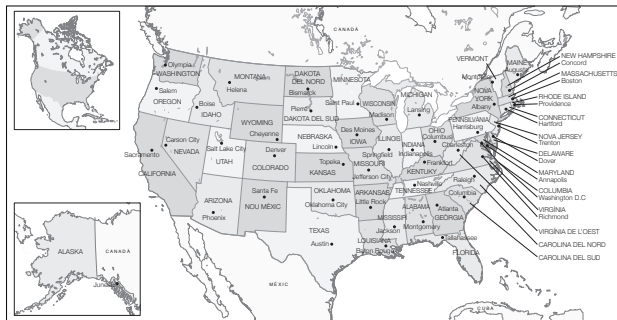 CANADÀ
VERMONT
NEW HAMPSHIRE
Concord
MASSACHUSETTS
Boston
RHODE ISLAND
Providence
CONNECTICUT
Hartford
NOVA JERSEY
Trenton
DELAWARE
Dover
MARYLAND
Annapolis
COLUMBIA
Washington D.C
VIRGÍNIA
Richmond
VIRGÍNIA DE L'OEST
CAROLINA DEL NORD
CAROLINA DEL SUD
Olympia
WASHINGTON
Salem
OREGON
MONTANA
Helena
Boise
IDAHO
DAKOTA
DEL NORD
Bismarck
MINNESOTA
Saint Paul
Pierre
DAKOTA DEL SUD
WISCONSIN
Madison
MICHIGAN
Lansing
MAINE
Augusta
NOVA
YORK
Albany
PENNSYLVANIA
Harrisburg
WYOMING
Cheyenne
NEBRASKA
Lincoln
Des Moines
IOWA
ILLINOIS
Springfield
INDIANA
Indianapolis
OHIO
Columbus
Charleston
Carson City
NEVADA
Sacramento
CALIFORNIA
Salt Lake City
UTAH
Denver
COLORADO
Topeka
KANSAS
MISSOURI
Jefferson City
Frankfort
KENTUCKY
Raleigh
ARIZONA
Phoenix
Santa Fe
NOU MÈXIC
OKLAHOMA
Oklahoma City
ARKANSAS
Little Rock
Nashville
TENNESSEE
Columbia
Atlanta
GEORGIA
ALABAMA
Montgomery
MISSISSIPÍ
Jackson
TEXAS
Austin
LOUISIANA
Baton Rouge
Tallahassee
FLORIDA
MÈXIC
CUBA
ALASKA
CANADÀ
Juneau